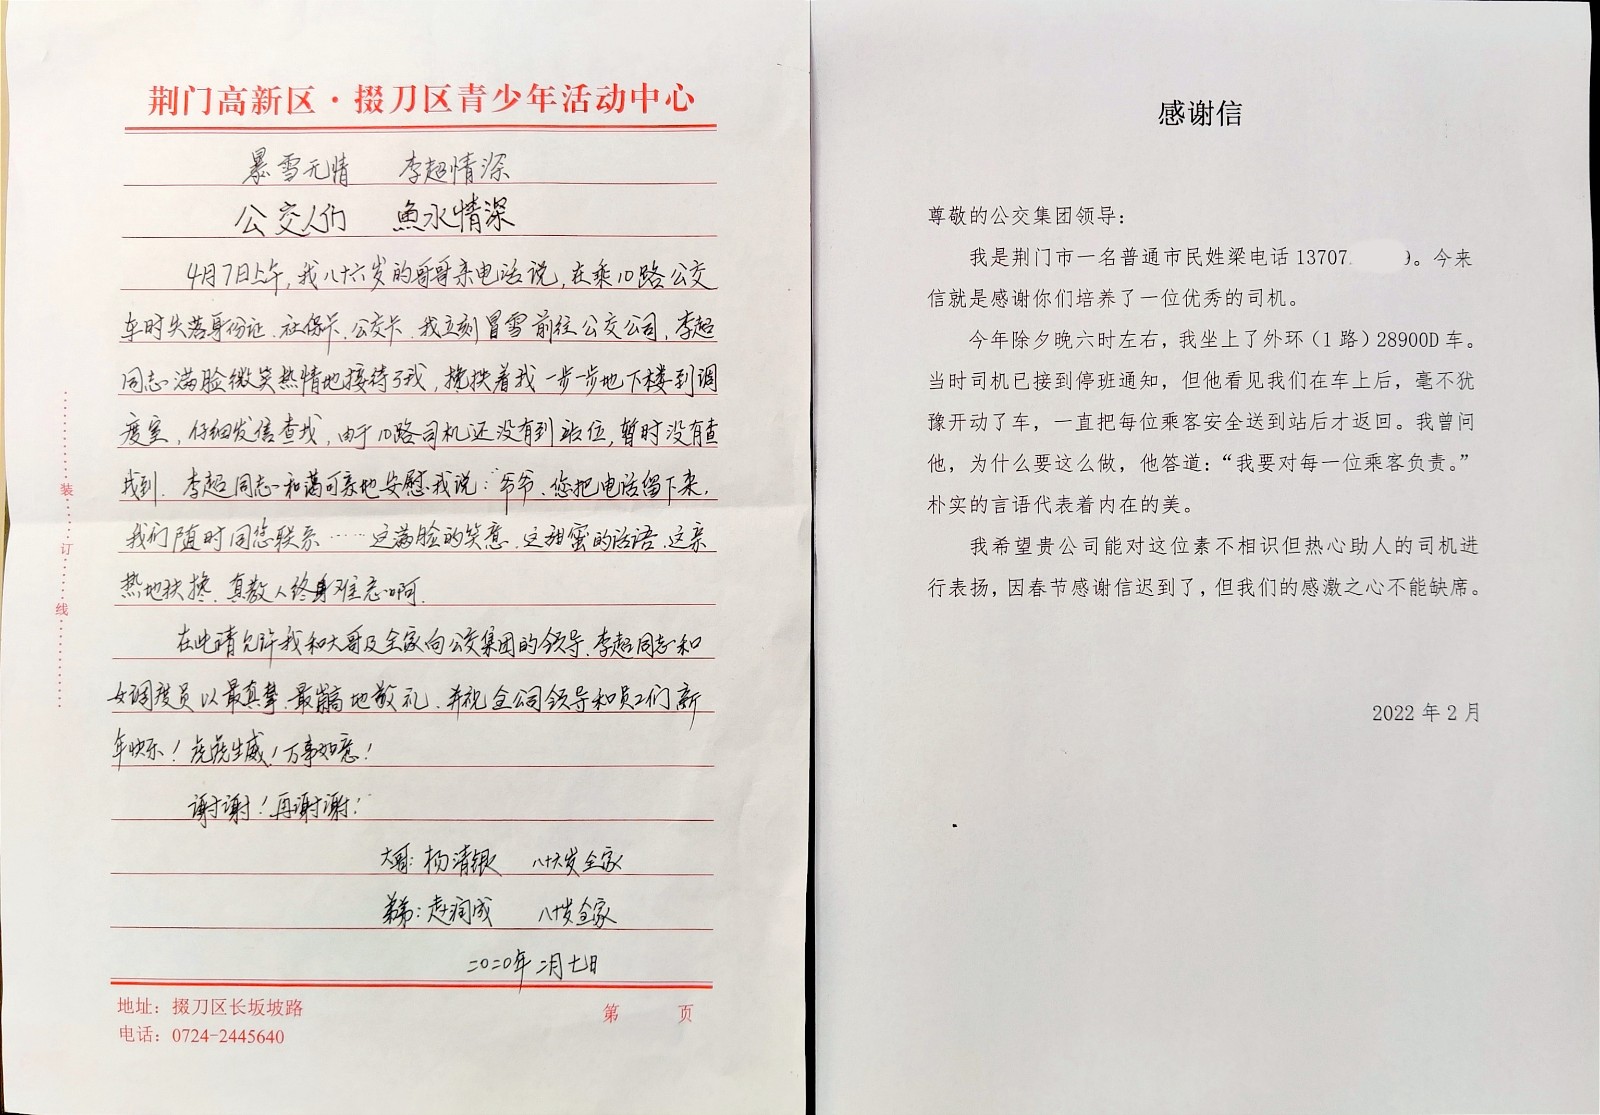 荆门高新区·掇刀区青少年活动中心
暴雪无情 李超情深
公交人们 魚水情深
4月7日上午,我八十六岁的哥哥来电话说,在乘10路公交
车时失落身份证、社保卡、公交卡、我立刻冒雪前往公交公司,李超
同志满脸微笑热情地接待了我,搀扶着我一步一步地下楼到调
度室,仔细发信查找,由于10路司机还没有到站位,暂时没有查
找到.李超同志和蔼可亲地安慰我说:爷爷、您把电话留下来,
我们随时同您联系……这满脸的笑意、这甜蜜的话语、这亲
热地扶搀、真教人终身难忘啊.
在此请允许我和大哥及全家向公交集团的领导、李超同志和
女调度员以最真挚、最崇高地敬礼.并祝全公司领导和员工们新
年快乐!虎虎生威!万事如意!
谢谢!再谢谢!
大哥:杨清银 八十六岁全家
弟弟:赵润成 八十岁全家
二〇二〇年二月七日
地址:掇刀区长坂坡路
第 页
电话:0724-2445640
装
订
线
感谢信
尊敬的公交集团领导:
我是荆门市一名普通市民姓梁电话13707 9。今来
信就是感谢你们培养了一位优秀的司机。
今年除夕晚六时左右,我坐上了外环(1路)28900D车。
当时司机已接到停班通知,但他看见我们在车上后,毫不犹
豫开动了车,一直把每位乘客安全送到站后才返回。我曾问
他,为什么要这么做,他答道:“我要对每一位乘客负责。”
朴实的言语代表着内在的美。
我希望贵公司能对这位素不相识但热心助人的司机进
行表扬,因春节感谢信迟到了,但我们的感激之心不能缺席。
2022年2月